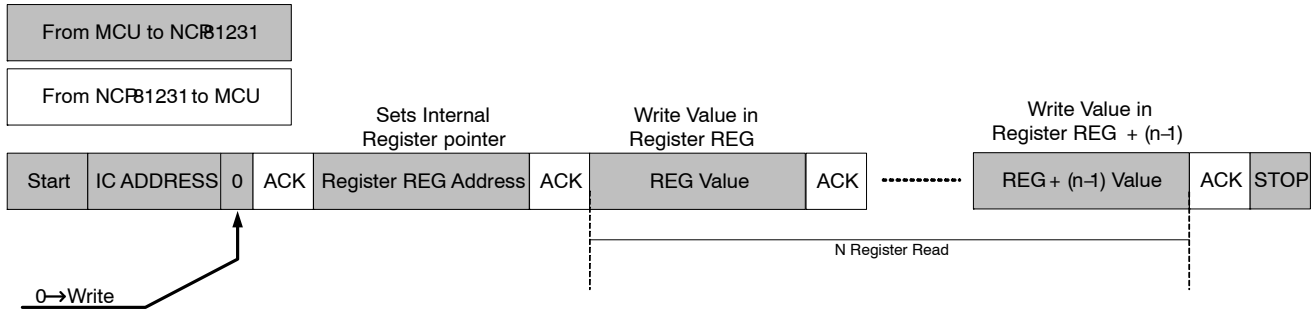 From MCU to NCP81231
From NCP81231 to MCU
Sets Internal
Register pointer
Write Value in
Register REG
Write Value in
Register REG + (n–1)
Start IC ADDRESS 0 ACK Register REG Address ACK REG Value ACK REG + (n–1) Value ACK STOP
N Register Read
0→Write